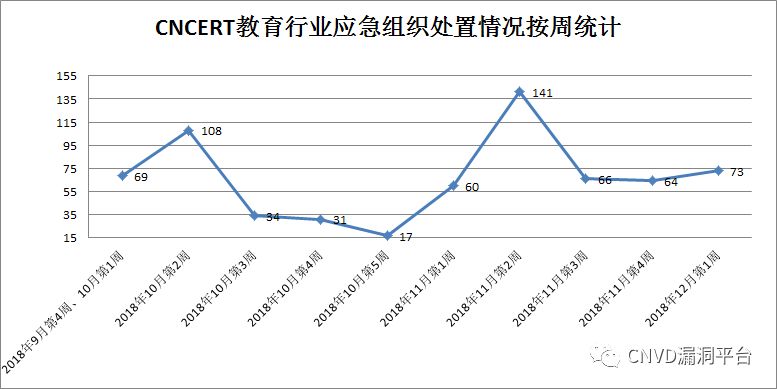 CNCERT教育行业应急组织处置情况按周统计
155
135
115
95
75
55
35
15
69
108
34
31
17
60
141
66
64
73
2018年9月第4周、10月第1周
2018年10月第2周
2018年10月第3周
2018年10月第4周
2018年10月第5周
2018年11月第1周
2018年11月第2周
2018年11月第3周
2018年11月第4周
2018年12月第1周
CNVD漏洞平台